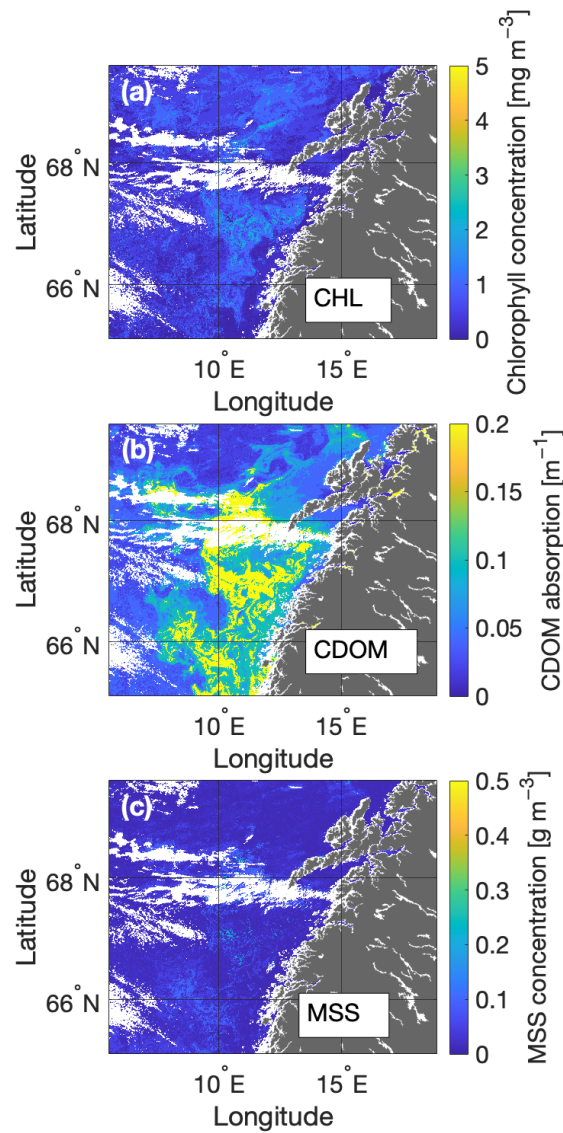 (a)
68°N
66°N
Latitude
10°E
15°E
Longitude
CHL
5
4
3
2
1
0
Chlorophyll concentration [mg m⁻³]
(b)
68°N
66°N
Latitude
10°E
15°E
Longitude
CDOM
0.2
0.15
0.1
0.05
0
CDOM absorption [m⁻¹]
(c)
68°N
66°N
Latitude
10°E
15°E
Longitude
MSS
0.5
0.4
0.3
0.2
0.1
0
MSS concentration [g m⁻³]